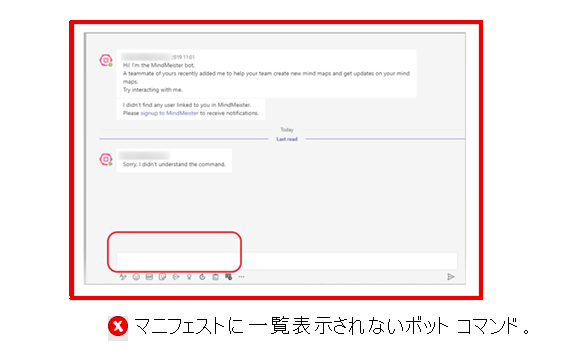 2019 11:01
Hi! I'm the MindMeister bot.
A teammate of yours recently added me to help your team create new mind maps and get updates on your mind
maps.
Try interacting with me.
I didn't find any user linked to you in MindMeister.
Please signup to MindMeister to receive notifications.
Today
Last read
Sorry, I didn't understand the command.
マニフェストに一覧表示されないボット コマンド。